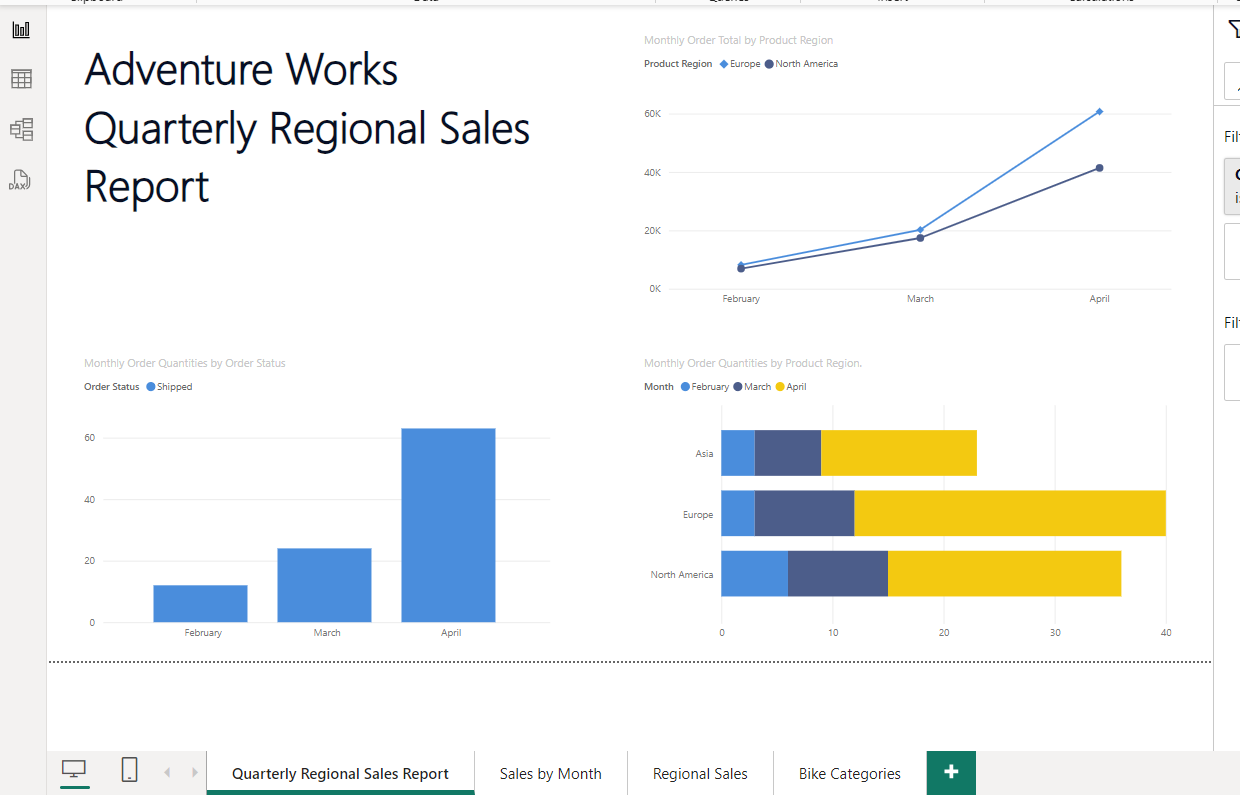 Adventure Works
Quarterly Regional Sales
Report
Monthly Order Total by Product Region
Product Region Europe North America
60K
40K
20K
0K
February March April
Monthly Order Quantities by Order Status
Order Status Shipped
60
40
20
0
February March April
Monthly Order Quantities by Product Region.
Month February March April
Asia
Europe
North America
0 10 20 30 40
DAX
Quarterly Regional Sales Report Sales by Month Regional Sales Bike Categories